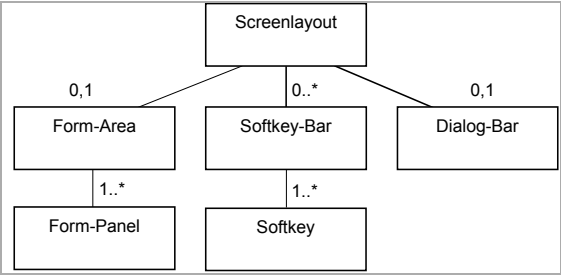 Screenlayout
0,1
0..*
0,1
Form-Area
Softkey-Bar
Dialog-Bar
1..*
1..*
Form-Panel
Softkey